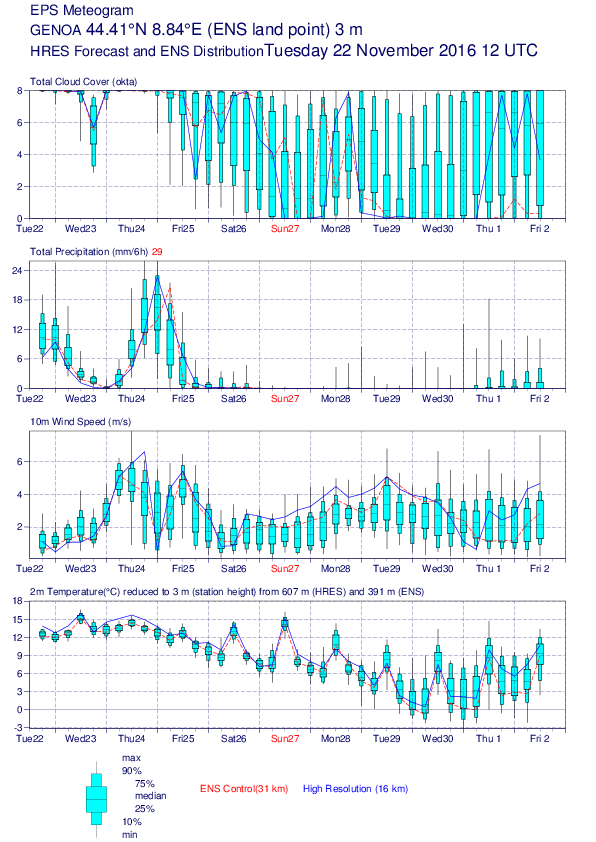 EPS Meteogram
GENOA 44.41°N 8.84°E (ENS land point) 3 m
HRES Forecast and ENS Distribution Tuesday 22 November 2016 12 UTC
Total Cloud Cover (okta)
8
6
4
2
0
Tue22 Wed23 Thu24 Fri25 Sat26 Sun27 Mon28 Tue29 Wed30 Thu 1 Fri 2
Total Precipitation (mm/6h) 29
24
18
12
6
0
Tue22 Wed23 Thu24 Fri25 Sat26 Sun27 Mon28 Tue29 Wed30 Thu 1 Fri 2
10m Wind Speed (m/s)
6
4
2
Tue22 Wed23 Thu24 Fri25 Sat26 Sun27 Mon28 Tue29 Wed30 Thu 1 Fri 2
2m Temperature(°C) reduced to 3 m (station height) from 607 m (HRES) and 391 m (ENS)
18
15
12
9
6
3
0
-3
Tue22 Wed23 Thu24 Fri25 Sat26 Sun27 Mon28 Tue29 Wed30 Thu 1 Fri 2
max
90%
75%
median
25%
10%
min
ENS Control(31 km) High Resolution (16 km)